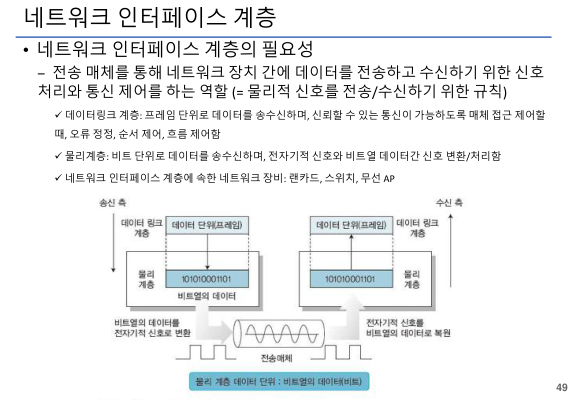 네트워크 인터페이스 계층
• 네트워크 인터페이스 계층의 필요성
– 전송 매체를 통해 네트워크 장치 간에 데이터를 전송하고 수신하기 위한 신호
처리와 통신 제어를 하는 역할 (= 물리적 신호를 전송/수신하기 위한 규칙)
✓ 데이터링크 계층: 프레임 단위로 데이터를 송수신하며, 신뢰할 수 있는 통신이 가능하도록 매체 접근 제어할
때, 오류 정정, 순서 제어, 흐름 제어함
✓ 물리계층: 비트 단위로 데이터를 송수신하며, 전자기적 신호와 비트열 데이터간 신호 변환/처리함
✓ 네트워크 인터페이스 계층에 속한 네트워크 장비: 랜카드, 스위치, 무선 AP
송신 측
수신 측
데이터 링크
계층
데이터 단위(프레임)
데이터 단위(프레임)
데이터 링크
계층
물리
계층
101010001101
비트열의 데이터
101010001101
물리
계층
비트열의 데이터를
전자기적 신호로 변환
전자기적 신호를
비트열의 데이터로 복원
전송매체
물리 계층 데이터 단위 : 비트열의 데이터(비트)
49